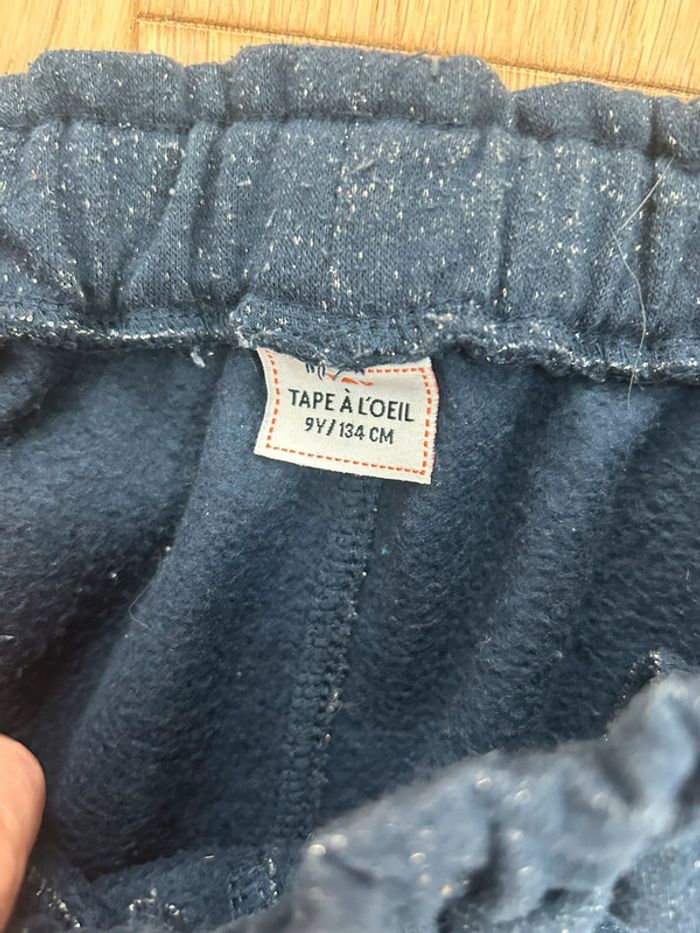 TAPE À L'OEIL
9Y/134 CM